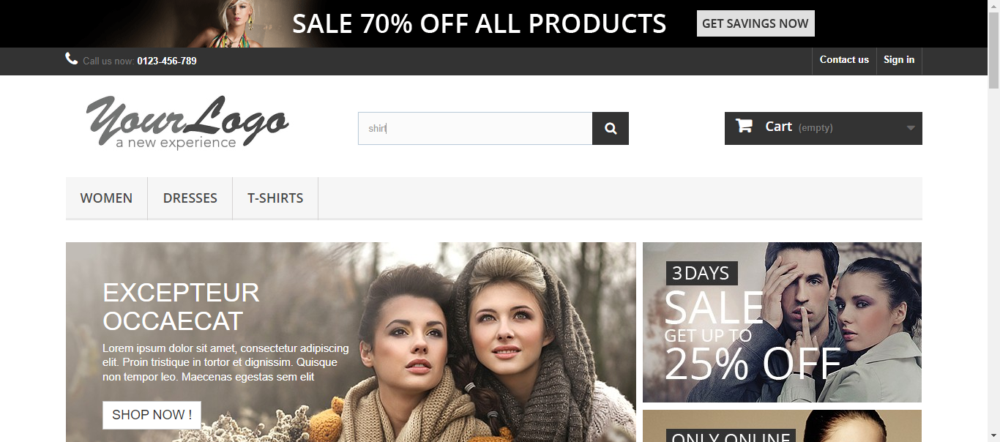 SALE 70% OFF ALL PRODUCTS
GET SAVINGS NOW
Call us now: 0123-456-789
Contact us
Sign in
YourLogo
a new experience
shirt
Cart (empty)
WOMEN
DRESSES
T-SHIRTS
EXCEPTEUR
OCCAECAT
Lorem ipsum dolor sit amet, consectetur adipiscing
elit. Proin tristique in tortor et dignissim. Quisque
non tempor leo. Maecenas egestas sem elit
SHOP NOW !
3 DAYS
SALE
GET UP TO
25% OFF
ONLY ONLINE